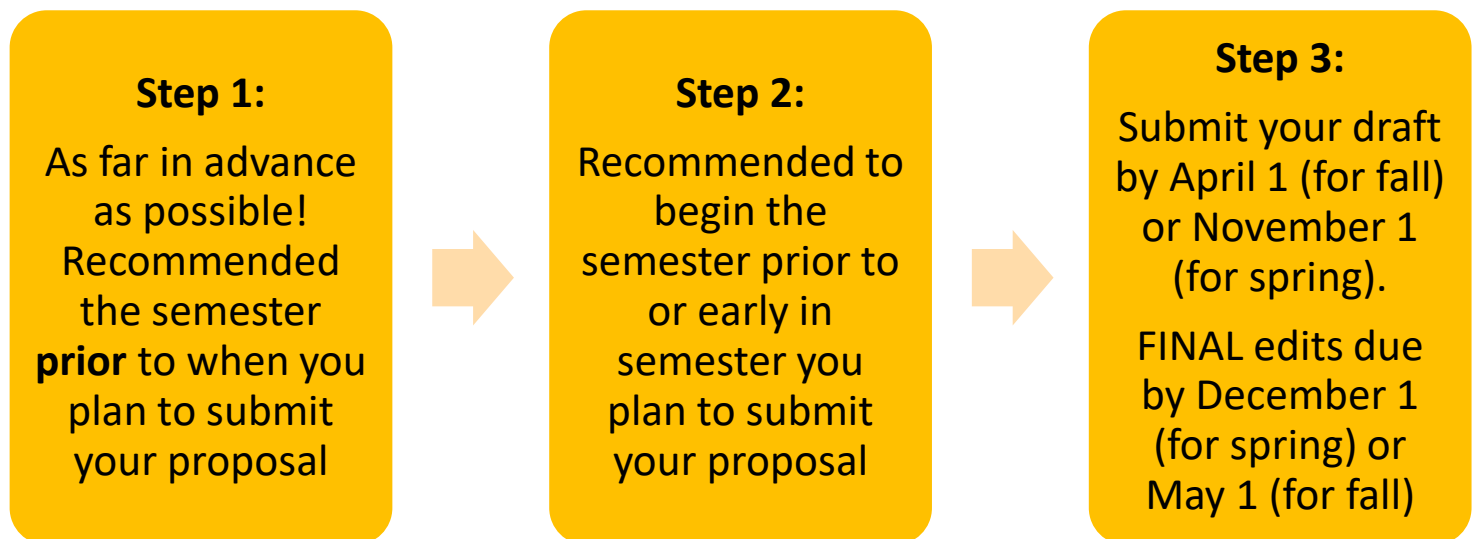 Step 1:
As far in advance
as possible!
Recommended
the semester
prior to when you
plan to submit
your proposal
Step 2:
Recommended to
begin the
semester prior to
or early in
semester you
plan to submit
your proposal
Step 3:
Submit your draft
by April 1 (for fall)
or November 1
(for spring).
FINAL edits due
by December 1
(for spring) or
May 1 (for fall)